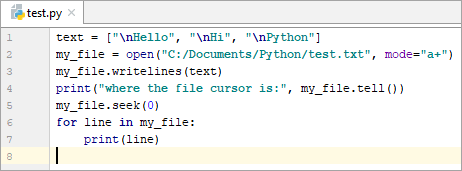 test.py
1 text = ["\nHello", "\nHi", "\nPython"]
2 my_file = open("C:/Documents/Python/test.txt", mode="a+")
3 my_file.writelines(text)
4 print("where the file cursor is:", my_file.tell())
5 my_file.seek(0)
6 for line in my_file:
7     print(line)
8